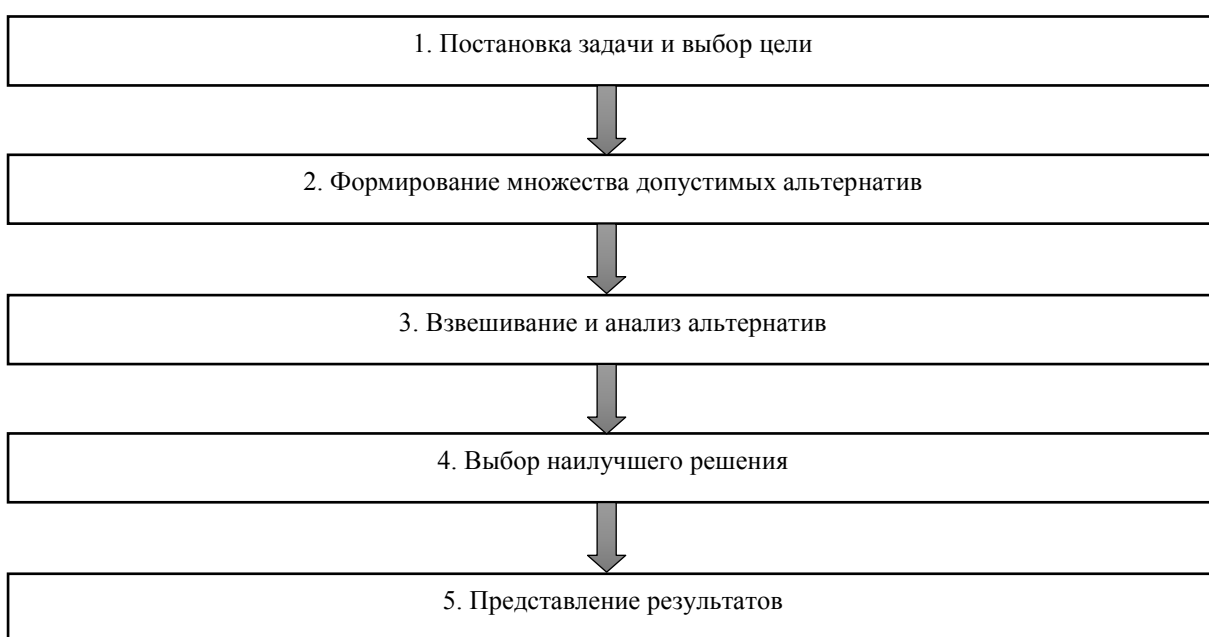 1. Постановка задачи и выбор цели
2. Формирование множества допустимых альтернатив
3. Взвешивание и анализ альтернатив
4. Выбор наилучшего решения
5. Представление результатов